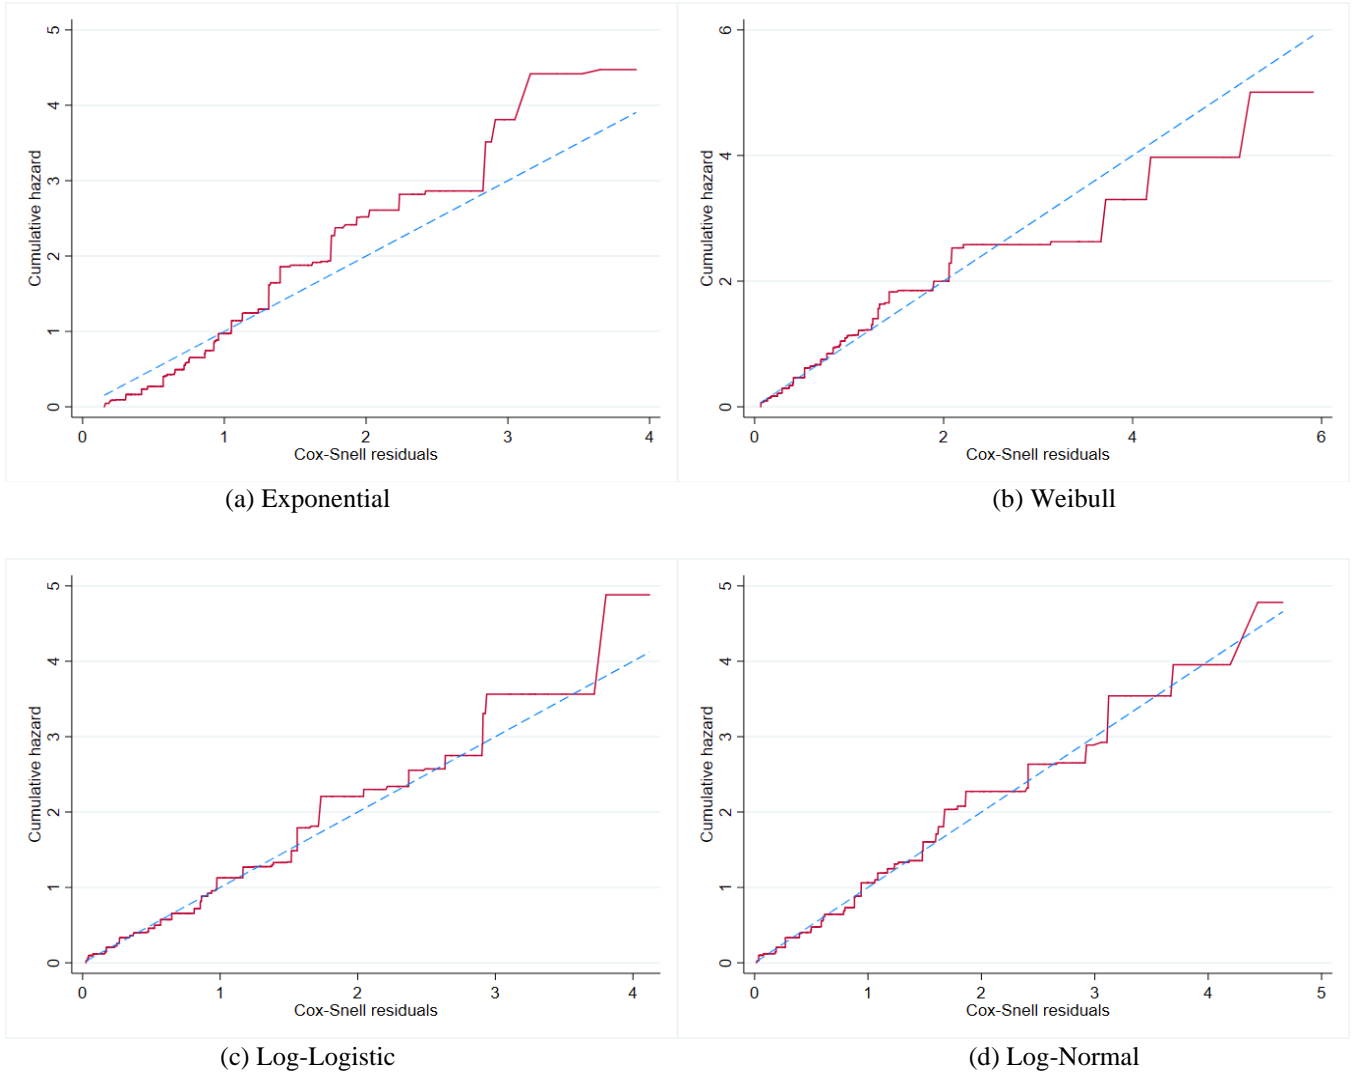 Cumulative hazard
5
4
3
2
1
0
0 1 2 3 4
Cox-Snell residuals
(a) Exponential
Cumulative hazard
6
4
2
0
0 2 4 6
Cox-Snell residuals
(b) Weibull
Cumulative hazard
5
4
3
2
1
0
0 1 2 3 4
Cox-Snell residuals
(c) Log-Logistic
Cumulative hazard
5
4
3
2
1
0
0 1 2 3 4 5
Cox-Snell residuals
(d) Log-Normal